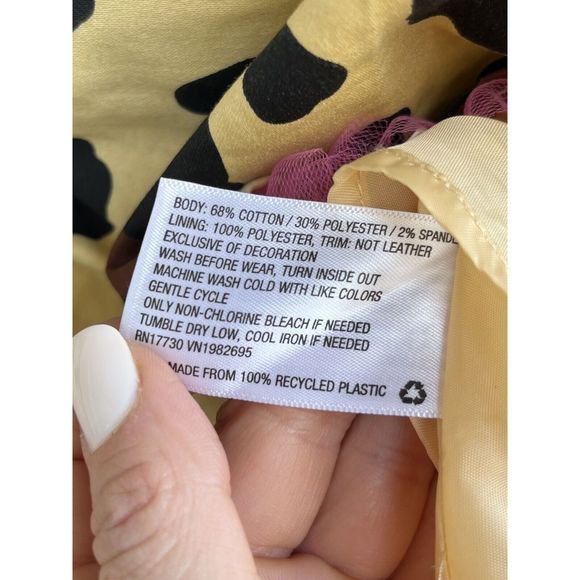 BODY: 68% COTTON / 30% POLYESTER / 2% SPANDE
LINING: 100% POLYESTER, TRIM: NOT LEATHER
EXCLUSIVE OF DECORATION
WASH BEFORE WEAR, TURN INSIDE OUT
MACHINE WASH COLD WITH LIKE COLORS
GENTLE CYCLE
ONLY NON-CHLORINE BLEACH IF NEEDED
TUMBLE DRY LOW, COOL IRON IF NEEDED
RN17730 VN1982695
MADE FROM 100% RECYCLED PLASTIC